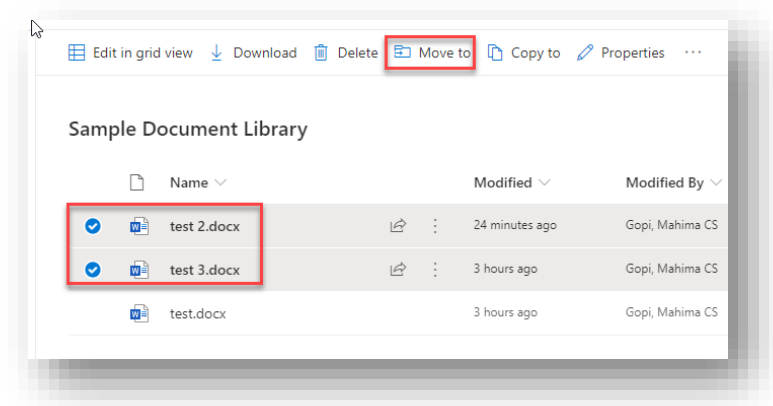 Edit in grid view Download Delete Move to Copy to Properties ...
Sample Document Library
Name Modified Modified By
test 2.docx 24 minutes ago Gopi, Mahima CS
test 3.docx 3 hours ago Gopi, Mahima CS
test.docx 3 hours ago Gopi, Mahima CS